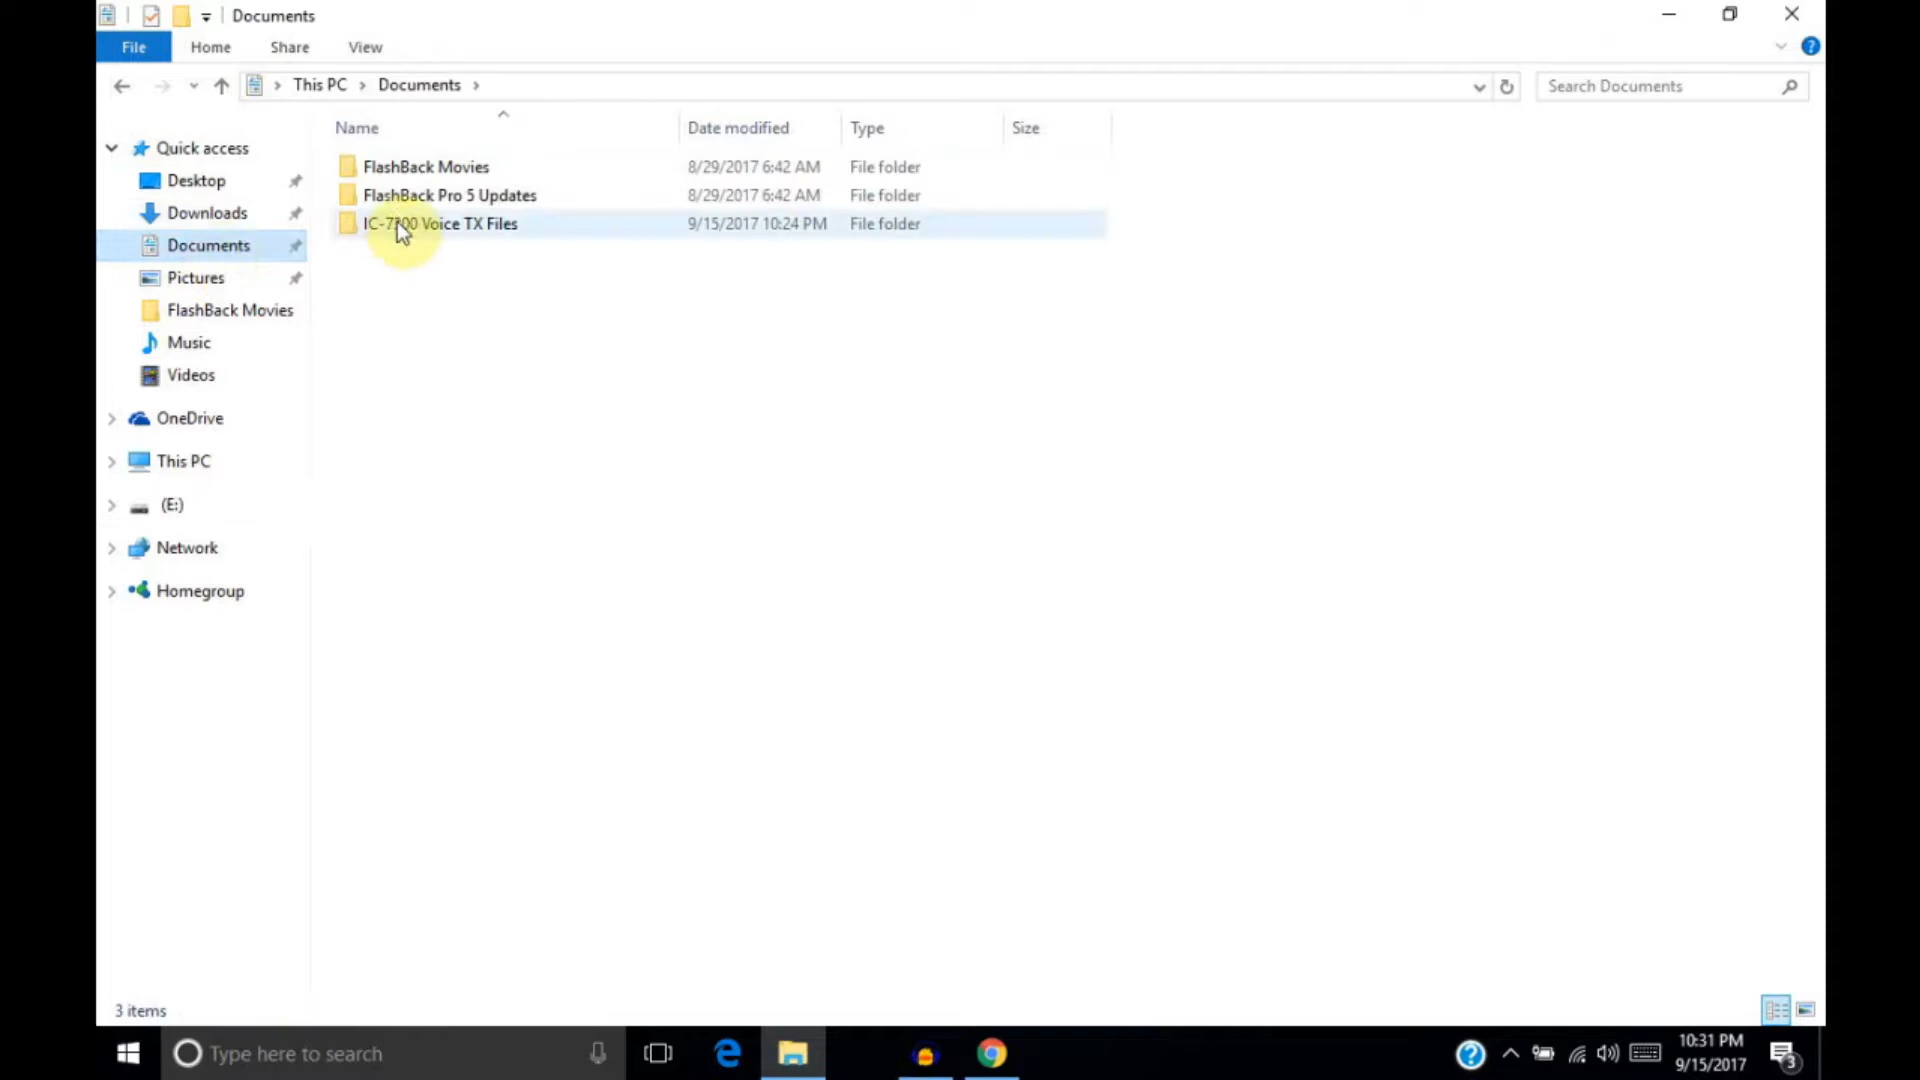 Documents
File Home Share View
This PC Documents
Search Documents
Name Date modified Type Size
FlashBack Movies 8/29/2017 6:42 AM File folder
FlashBack Pro 5 Updates 8/29/2017 6:42 AM File folder
IC-7300 Voice TX Files 9/15/2017 10:24 PM File folder
Quick access
Desktop
Downloads
Documents
Pictures
FlashBack Movies
Music
Videos
OneDrive
This PC
(E:)
Network
Homegroup
3 items
Type here to search
10:31 PM
9/15/2017
3